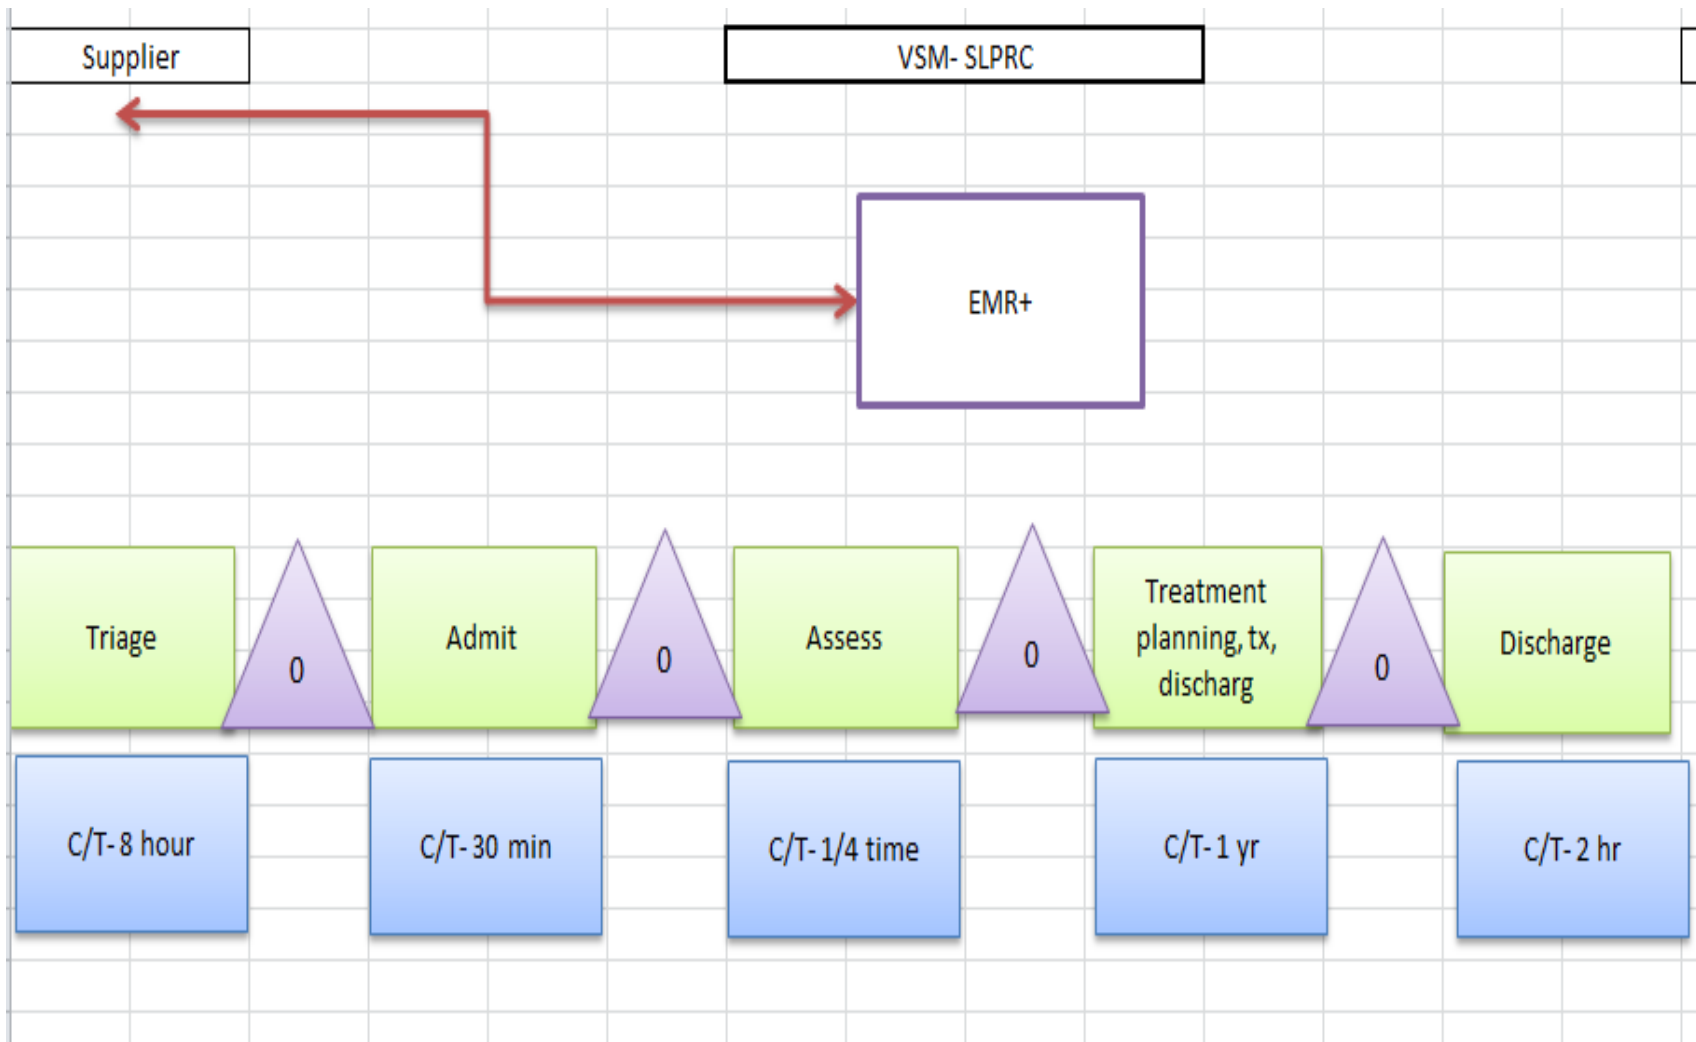 Supplier
VSM- SLPRC
EMR+
Triage
0
Admit
0
Assess
0
Treatment
planning, tx,
discharg
0
Discharge
C/T- 8 hour
C/T- 30 min
C/T- 1/4 time
C/T- 1 yr
C/T- 2 hr